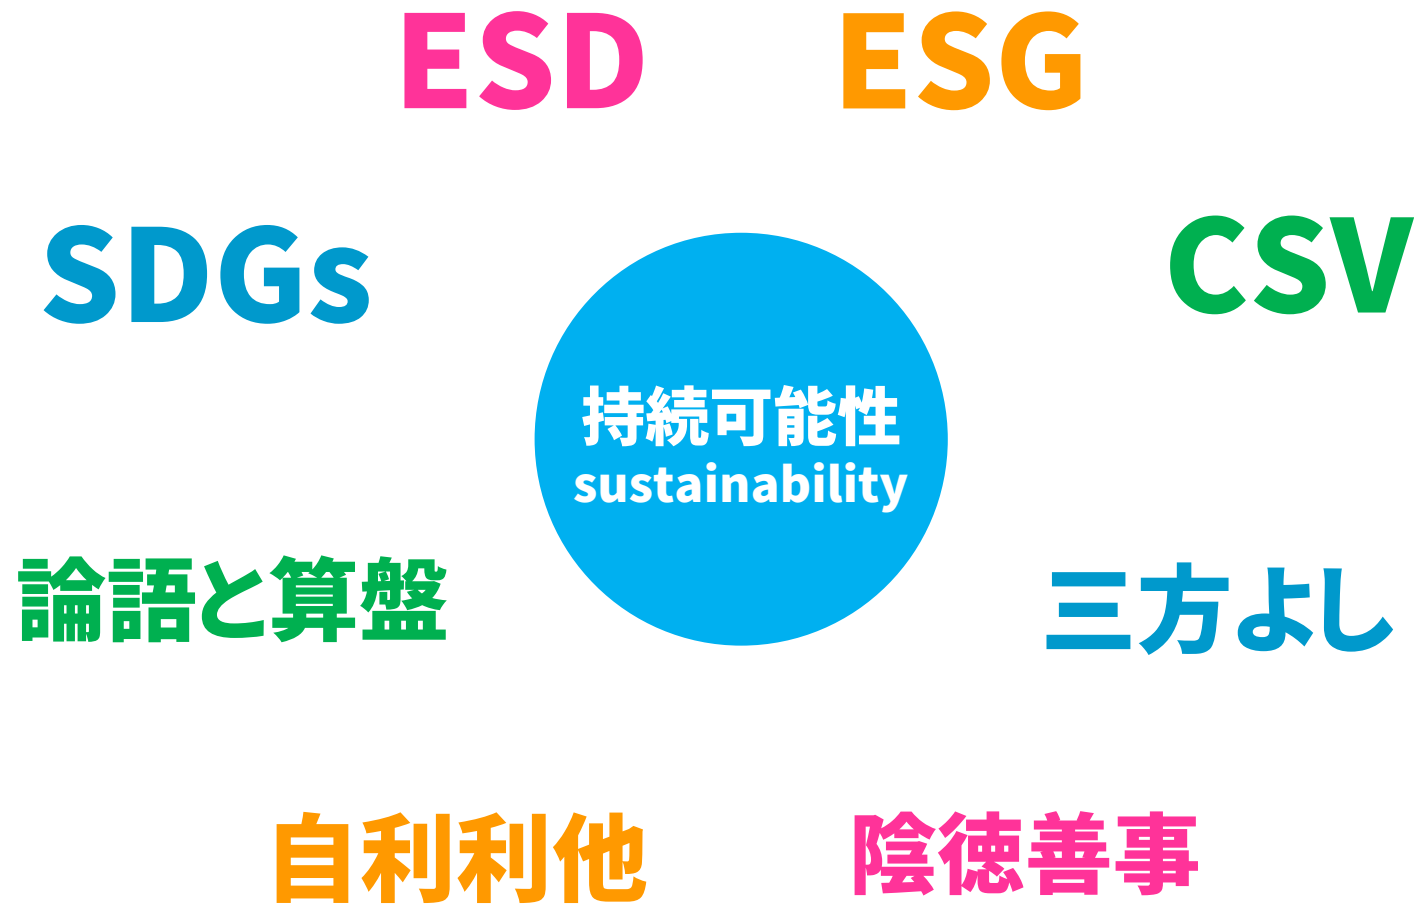 ESD
ESG
SDGs
CSV
持続可能性
sustainability
論語と算盤
三方よし
自利利他
陰徳善事